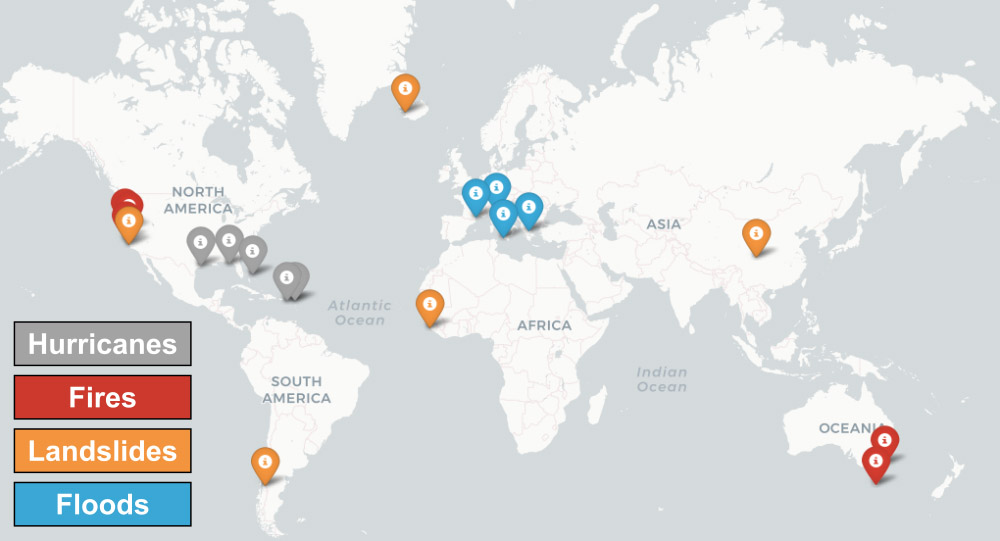 NORTH
AMERICA
ASIA
Atlantic
Ocean
AFRICA
Indian
Ocean
SOUTH
AMERICA
OCEANIA
Hurricanes
Fires
Landslides
Floods